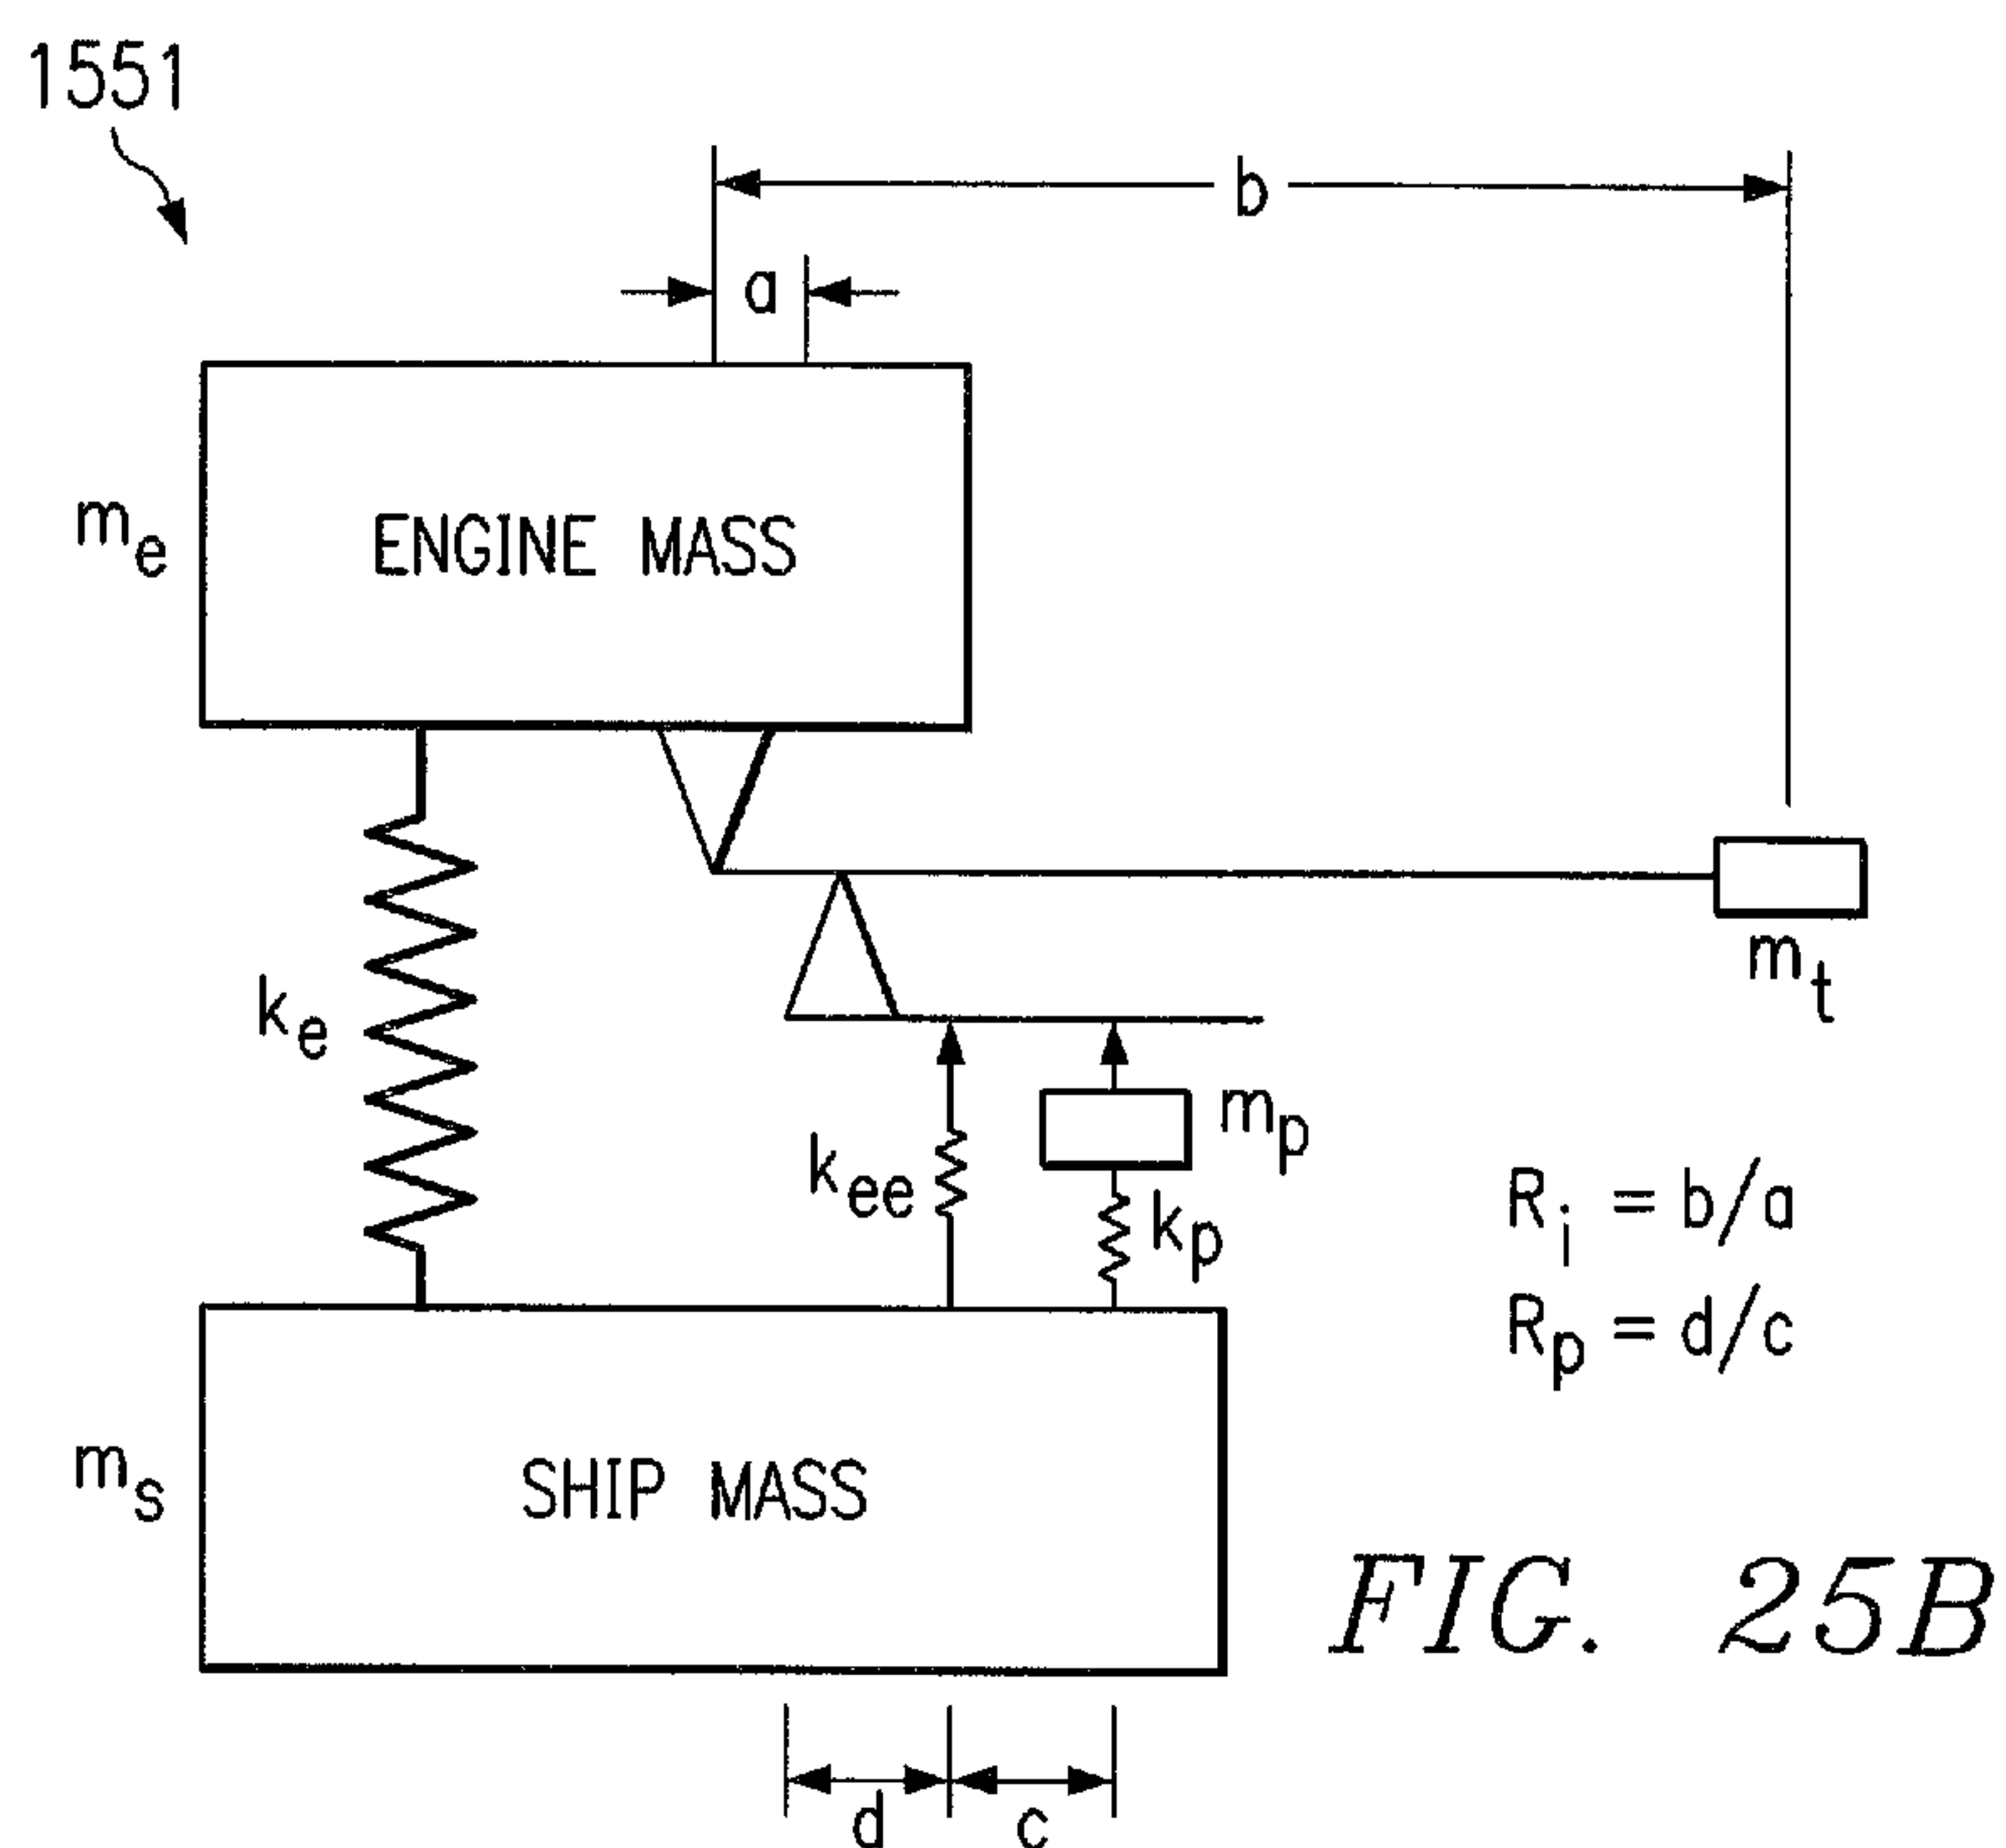 1551
b
a
m_e
ENGINE MASS
m_t
k_e
k_ee
m_p
k_p
R_i = b/a
R_p = d/c
m_s
SHIP MASS
FIG. 25B
d
c